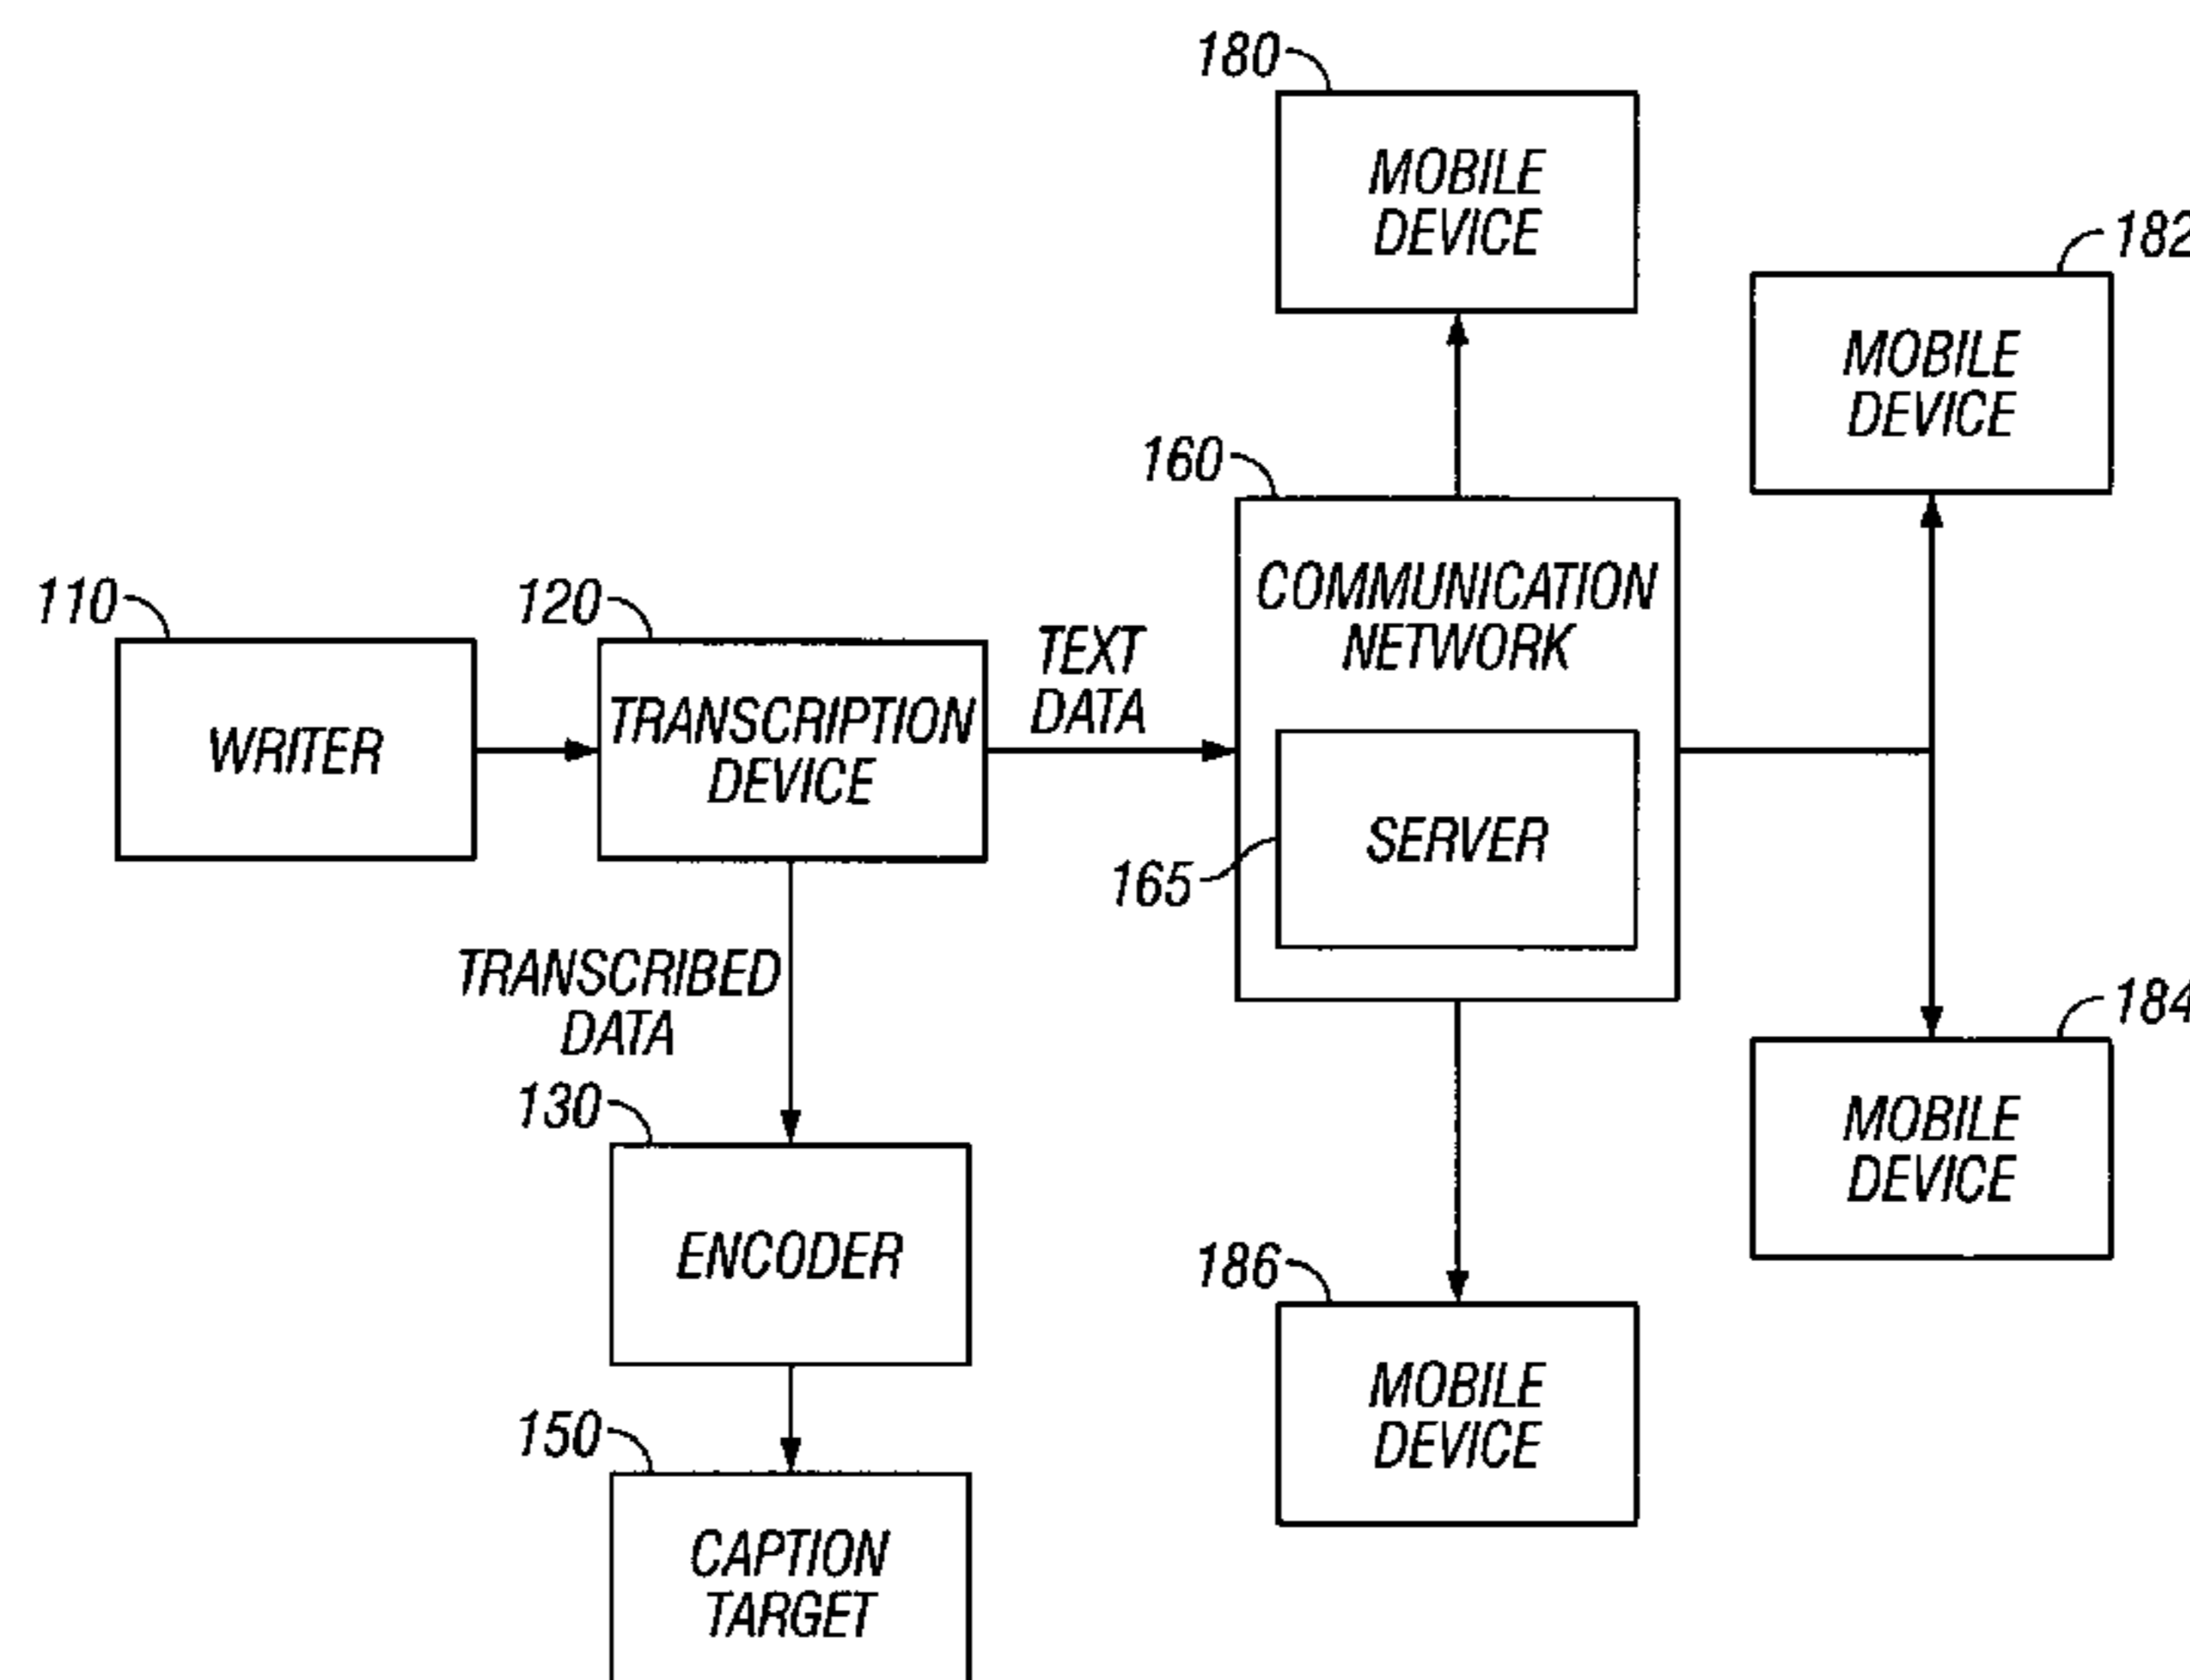 180
MOBILE
DEVICE
182
MOBILE
DEVICE
160
COMMUNICATION
NETWORK
110
WRITER
120
TRANSCRIPTION
DEVICE
TEXT
DATA
SERVER
165
TRANSCRIBED
DATA
184
MOBILE
DEVICE
130
ENCODER
186
MOBILE
DEVICE
150
CAPTION
TARGET